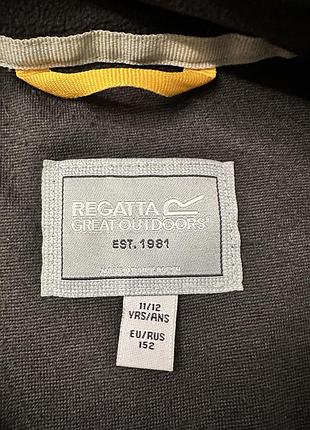 REGATTA
GREAT OUTDOORS
EST. 1981
11/12
YRS/ANS
EU/RUS
152